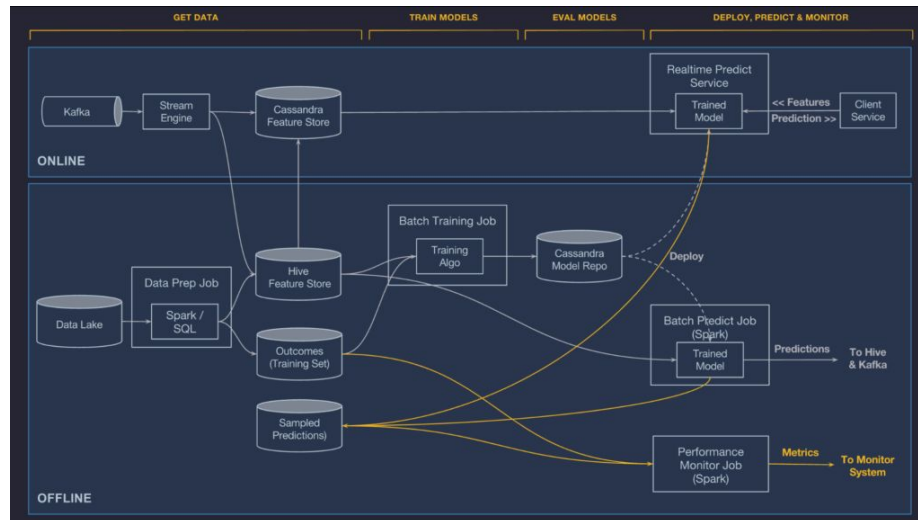 GET DATA
TRAIN MODELS
EVAL MODELS
DEPLOY, PREDICT & MONITOR
Kafka
Stream
Engine
Cassandra
Feature Store
Realtime Predict
Service
Trained
Model
<< Features
Prediction >>
Client
Service
ONLINE
Data Lake
Data Prep Job
Spark /
SQL
Hive
Feature Store
Outcomes
(Training Set)
Sampled
Predictions)
Batch Training Job
Training
Algo
Cassandra
Model Repo
Deploy
Batch Predict Job
(Spark)
Trained
Model
Predictions
To Hive
& Kafka
Performance
Monitor Job
(Spark)
Metrics
To Monitor
System
OFFLINE